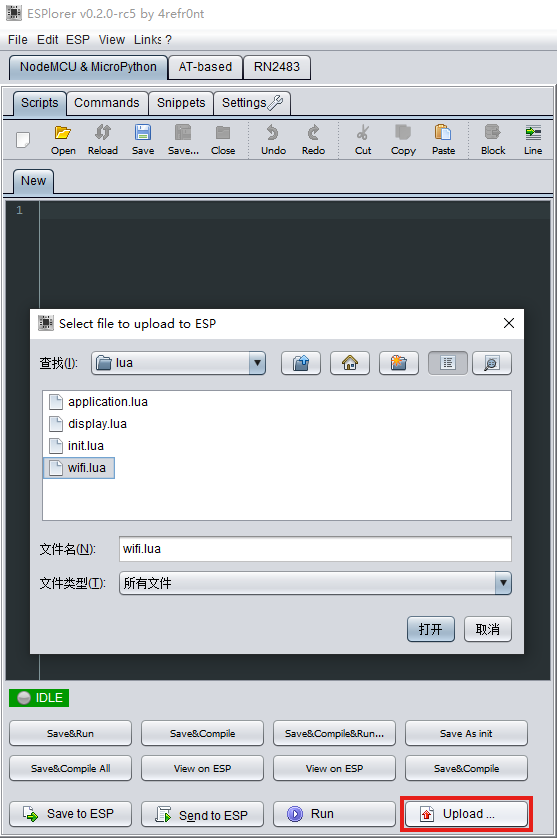 ESPlorer v0.2.0-rc5 by 4refr0nt
File Edit ESP View Links ?
NodeMCU & MicroPython AT-based RN2483
Scripts Commands Snippets Settings
Open Reload Save Save... Close Undo Redo Cut Copy Paste Block Line
New
1
Select file to upload to ESP
查找(I): lua
application.lua
display.lua
init.lua
wifi.lua
文件名(N): wifi.lua
文件类型(T): 所有文件
打开 取消
IDLE
Save&Run Save&Compile Save&Compile&Run... Save As init
Save&Compile All View on ESP View on ESP Save&Compile
Save to ESP Send to ESP Run Upload ...